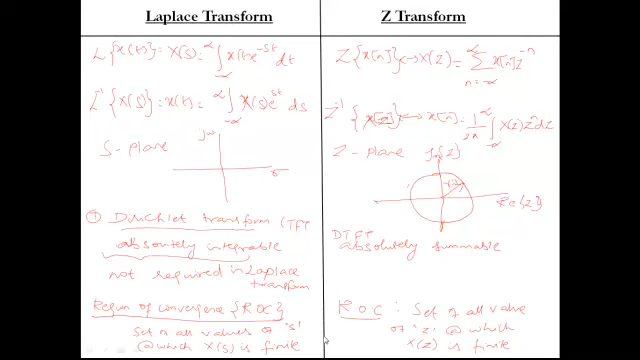 Laplace Transform
L{x(t)} = X(s) = ∫_{-∞}^{∞} x(t) e^{-st} dt
L^{-1}{X(s)} = x(t) = ∫_{-∞}^{∞} X(s) e^{st} ds
S-plane
jω
σ
① Dirichlet transform (TFT
absolutely integrable
not required in Laplace
transform
Region of convergence {ROC}
Set of all values of 's'
@ which X(s) is finite
Z Transform
Z{x[n]} ↔ X(z) = ∑_{n=-∞}^{∞} x[n] z^{-n}
Z^{-1}{X[z]} ↔ x[n] = 1/2π ∫_{-∞}^{∞} X(z) z^n dz
Z-plane
Im{z}
Re{z}
DTFT
absolutely summable
ROC : Set of all value
of 'z' @ which
X(z) is finite